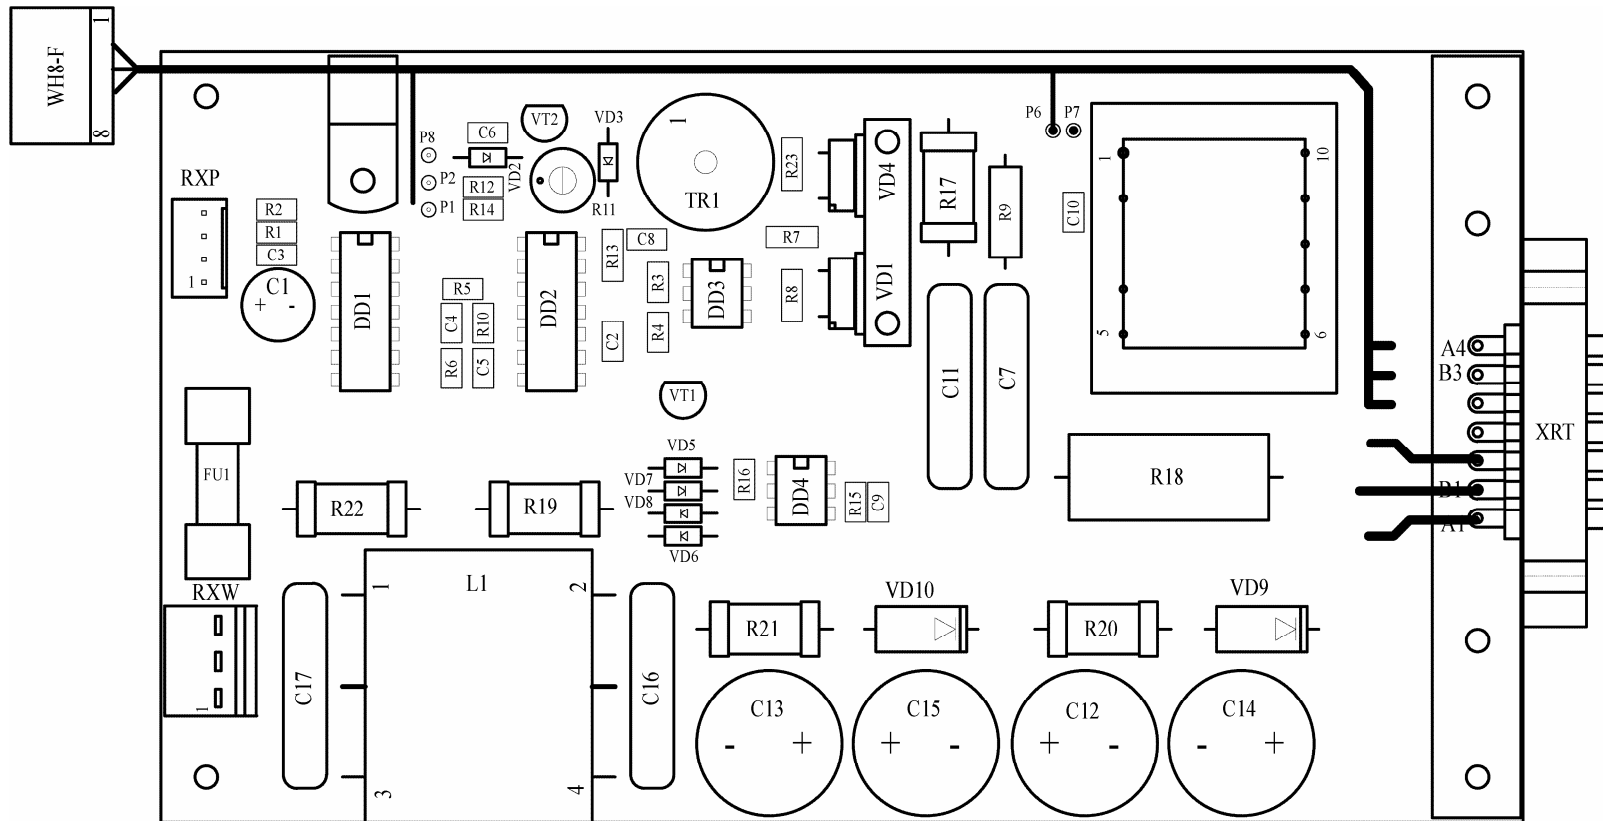 1
WH8-F
8
RXP
1
R2
R1
C3
C1
+ -
P8
P2
P1
C6
VD2
R12
R14
VT2
VD3
R11
1
TR1
R23
VD4
R17
R9
P6 P7
C10
1
10
5
6
DD1
R5
C4
R10
R6
C5
DD2
R13
C8
R3
R4
C2
DD3
R7
R8
VD1
C11
C7
VT1
A4
B3
B1
A1
XRT
FU1
R22
R19
VD5
VD7
VD8
VD6
R16
DD4
R15
C9
R18
RXW
1
C17
L1
1
2
3
4
C16
R21
VD10
R20
VD9
C13
- +
C15
+ -
C12
+ -
C14
- +